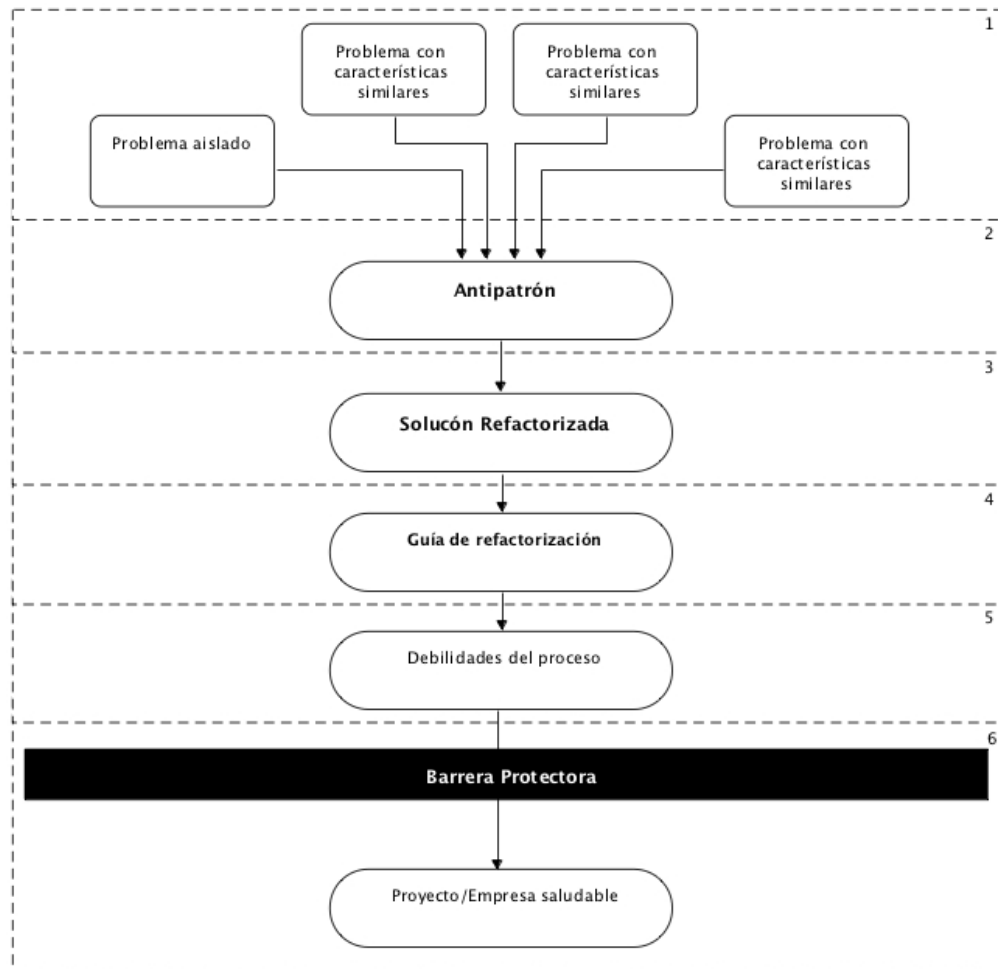 1
Problema con
características
similares
Problema con
características
similares
Problema aislado
Problema con
características
similares
2
Antipatrón
3
Solucón Refactorizada
4
Guía de refactorización
5
Debilidades del proceso
6
Barrera Protectora
Proyecto/Empresa saludable